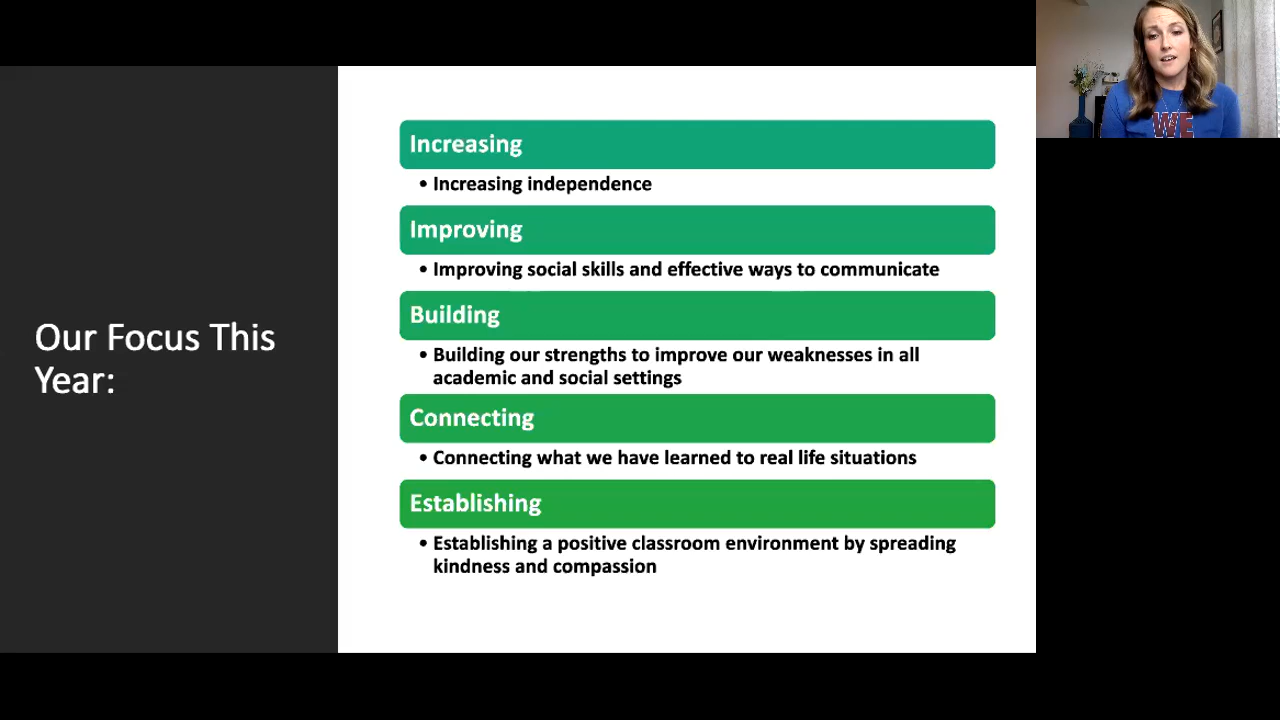 Our Focus This
Year:
Increasing
• Increasing independence
Improving
• Improving social skills and effective ways to communicate
Building
• Building our strengths to improve our weaknesses in all
academic and social settings
Connecting
• Connecting what we have learned to real life situations
Establishing
• Establishing a positive classroom environment by spreading
kindness and compassion
WE